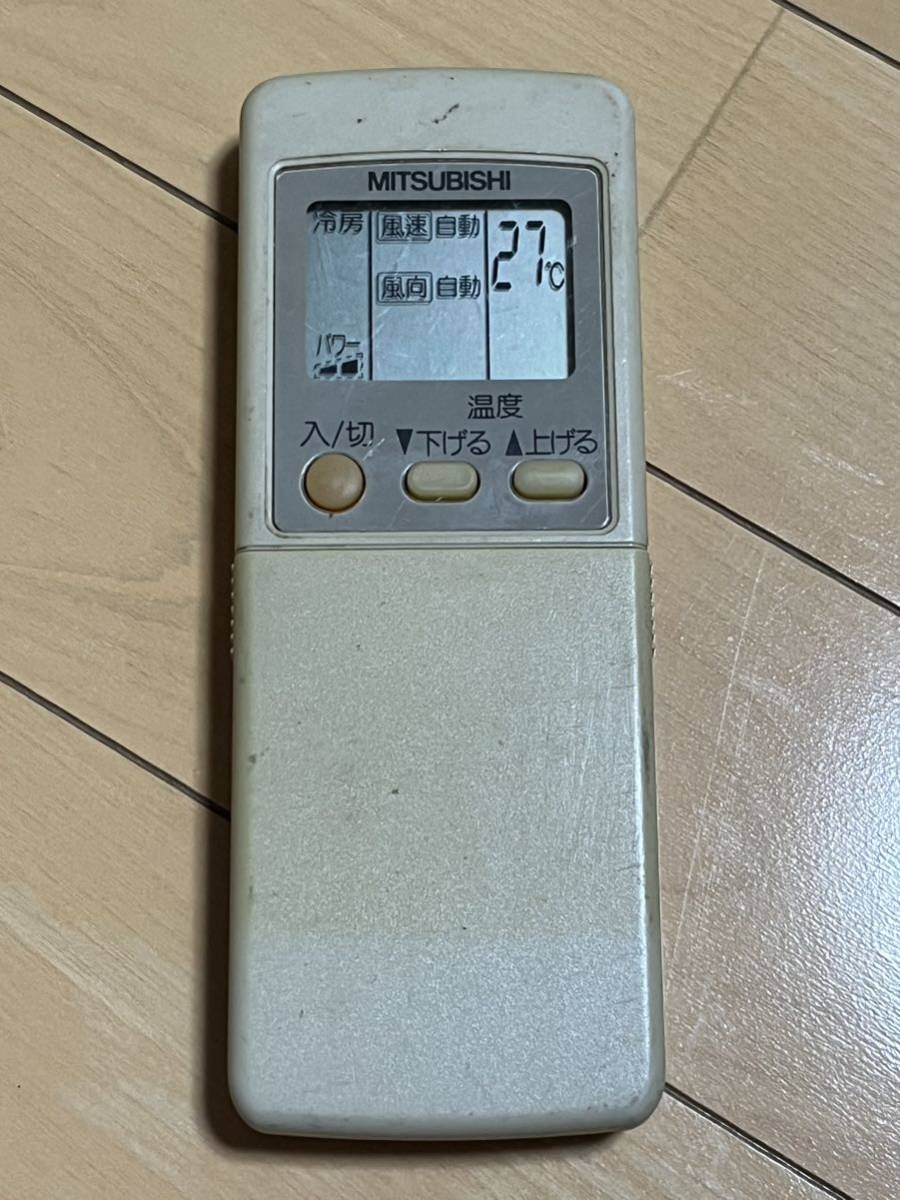 MITSUBISHI
冷房 風速 自動 27℃
風向 自動
パワー
温度
入/切 ▼下げる ▲上げる